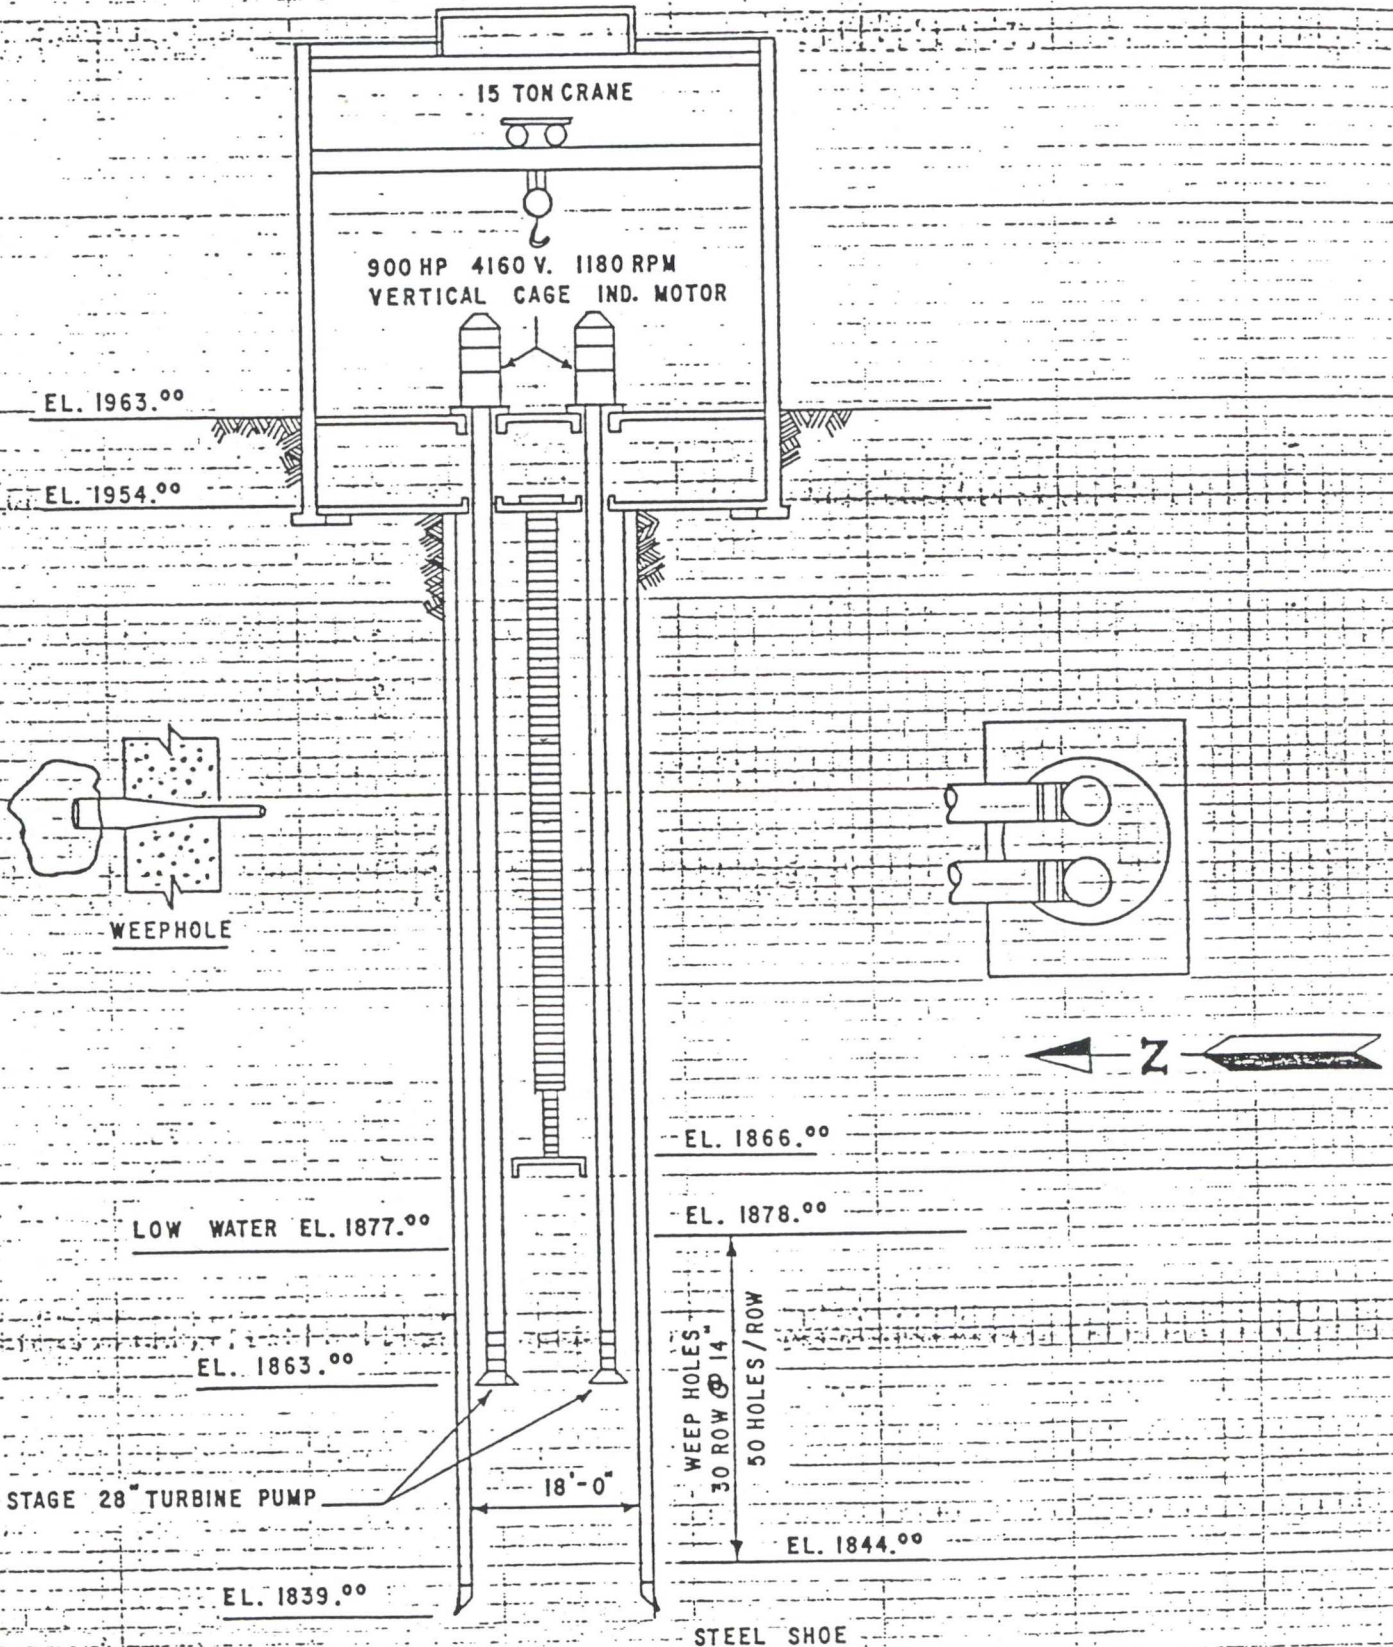 15 TON CRANE
900 HP 4160 V. 1180 RPM
VERTICAL CAGE IND. MOTOR
EL. 1963.⁰⁰
EL. 1954.⁰⁰
WEEPHOLE
Z
EL. 1866.⁰⁰
LOW WATER EL. 1877.⁰⁰
EL. 1878.⁰⁰
WEEP HOLES
30 ROW @ 14"
50 HOLES/ROW
EL. 1863.⁰⁰
STAGE 28" TURBINE PUMP
18'-0"
EL. 1844.⁰⁰
EL. 1839.⁰⁰
STEEL SHOE